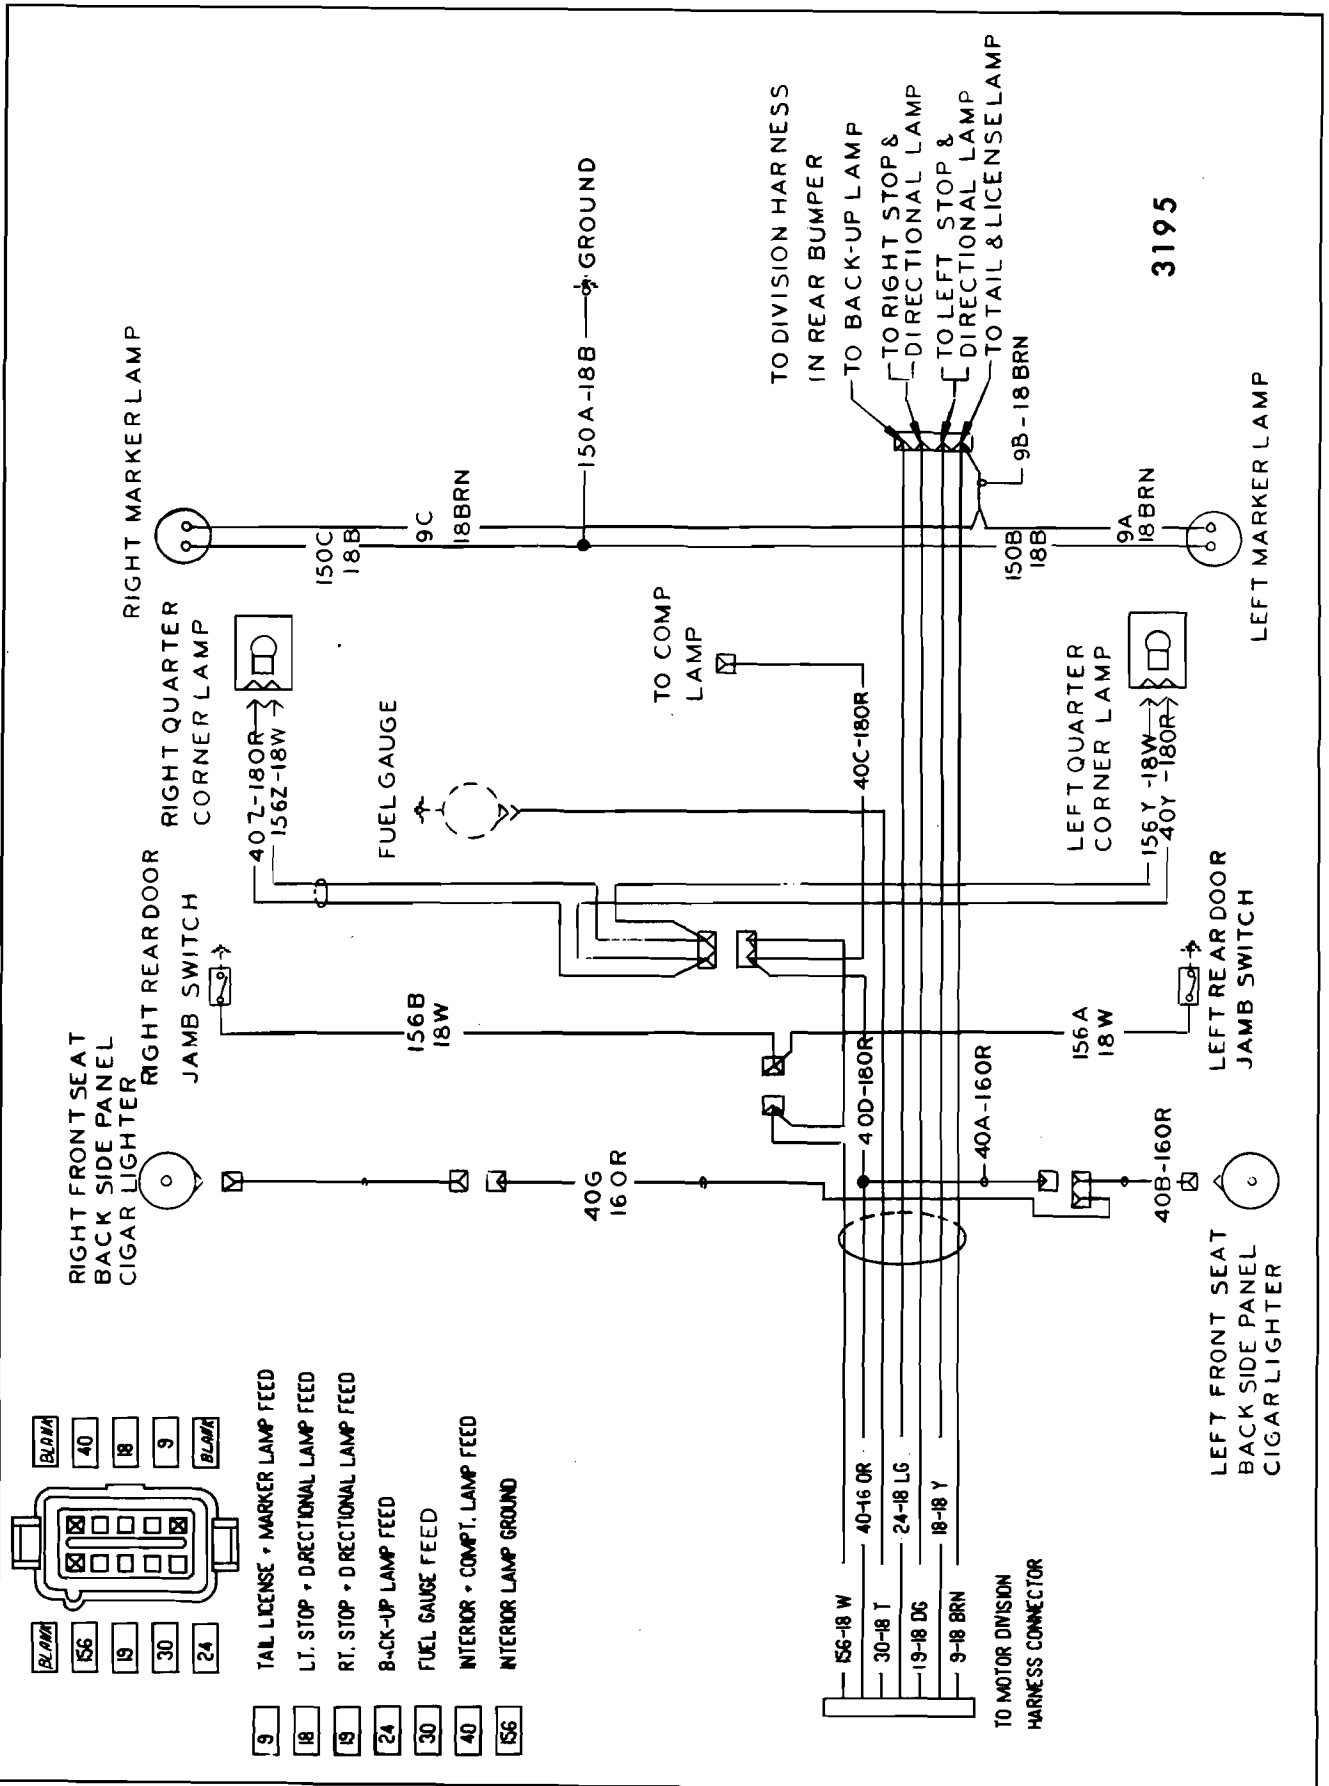 RIGHT FRONT SEAT
BACK SIDE PANEL
CIGAR LIGHTER
RIGHT REAR DOOR
JAMB SWITCH
RIGHT QUARTER
CORNER LAMP
RIGHT MARKER LAMP
BLANK
40
18
9
BLANK
BLANK
156
19
30
24
9 TAIL LICENSE + MARKER LAMP FEED
18 LT. STOP + DIRECTIONAL LAMP FEED
19 RT. STOP + DIRECTIONAL LAMP FEED
24 BACK-UP LAMP FEED
30 FUEL GAUGE FEED
40 INTERIOR + COMPT. LAMP FEED
156 INTERIOR LAMP GROUND
40Z-18OR
156Z-18W
150C
18B
9C
18BRN
FUEL GAUGE
156B
18W
40G
16OR
150A-18B
GROUND
TO COMP
LAMP
40C-18OR
40D-18OR
40A-16OR
TO DIVISION HARNESS
IN REAR BUMPER
TO BACK-UP LAMP
TO RIGHT STOP &
DIRECTIONAL LAMP
TO LEFT STOP &
DIRECTIONAL LAMP
TO TAIL & LICENSE LAMP
9B-18BRN
150B
18B
9A
18BRN
156A
18W
40B-16OR
156Y-18W
40Y-18OR
156-18 W
40-16 OR
30-18 T
24-18 LG
19-18 DG
18-18 Y
9-18 BRN
TO MOTOR DIVISION
HARNESS CONNECTOR
LEFT FRONT SEAT
BACK SIDE PANEL
CIGAR LIGHTER
LEFT REAR DOOR
JAMB SWITCH
LEFT QUARTER
CORNER LAMP
LEFT MARKER LAMP
3195